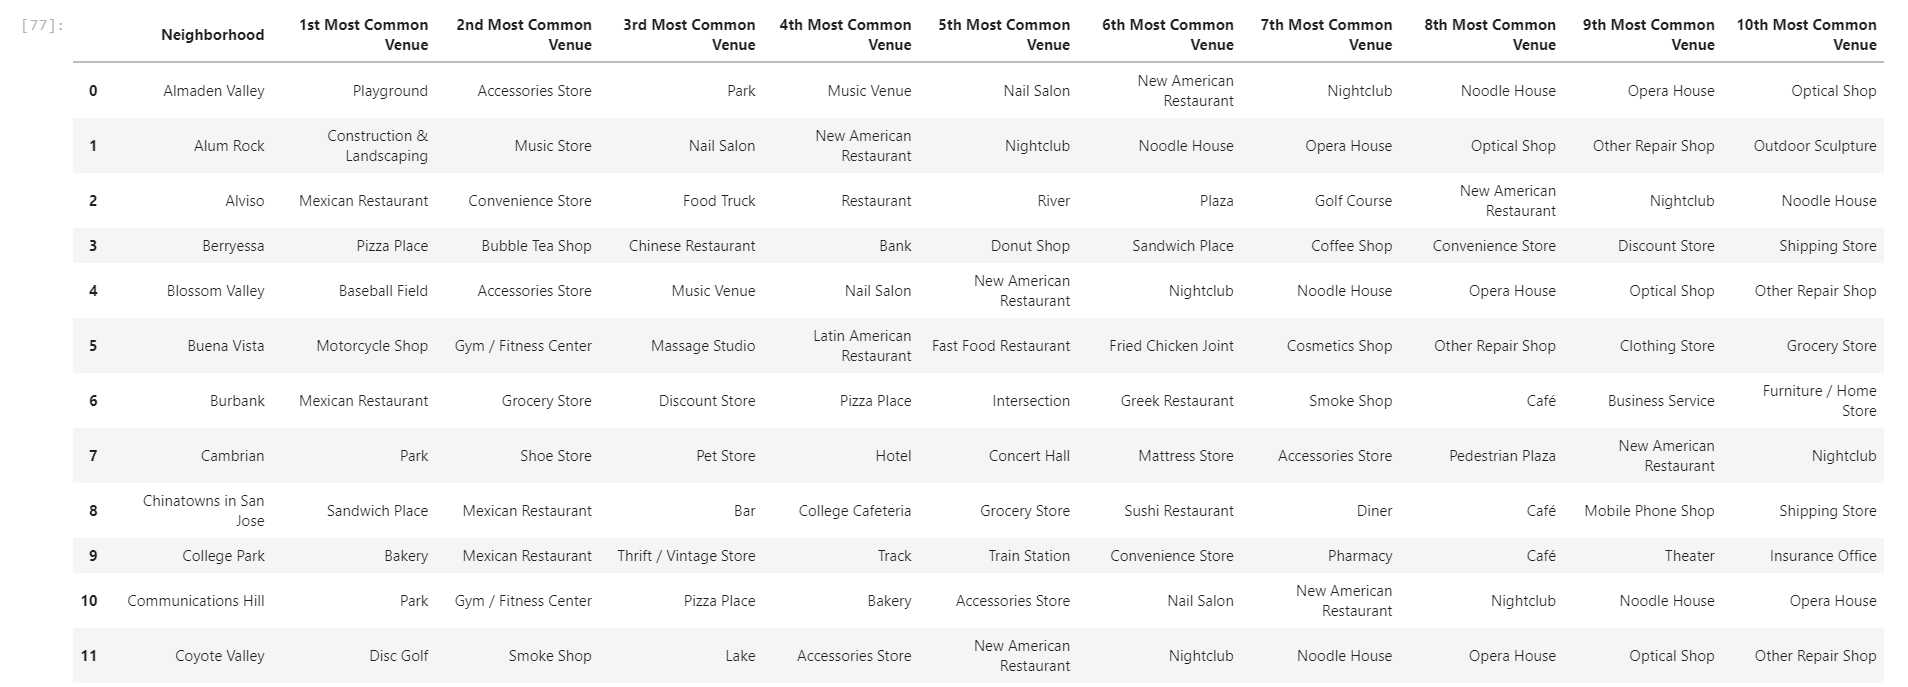 [77]:
Neighborhood 1st Most Common Venue 2nd Most Common Venue 3rd Most Common Venue 4th Most Common Venue 5th Most Common Venue 6th Most Common Venue 7th Most Common Venue 8th Most Common Venue 9th Most Common Venue 10th Most Common Venue
0 Almaden Valley Playground Accessories Store Park Music Venue Nail Salon New American Restaurant Nightclub Noodle House Opera House Optical Shop
1 Alum Rock Construction & Landscaping Music Store Nail Salon New American Restaurant Nightclub Noodle House Opera House Optical Shop Other Repair Shop Outdoor Sculpture
2 Alviso Mexican Restaurant Convenience Store Food Truck Restaurant River Plaza Golf Course New American Restaurant Nightclub Noodle House
3 Berryessa Pizza Place Bubble Tea Shop Chinese Restaurant Bank Donut Shop Sandwich Place Coffee Shop Convenience Store Discount Store Shipping Store
4 Blossom Valley Baseball Field Accessories Store Music Venue Nail Salon New American Restaurant Nightclub Noodle House Opera House Optical Shop Other Repair Shop
5 Buena Vista Motorcycle Shop Gym / Fitness Center Massage Studio Latin American Restaurant Fast Food Restaurant Fried Chicken Joint Cosmetics Shop Other Repair Shop Clothing Store Grocery Store
6 Burbank Mexican Restaurant Grocery Store Discount Store Pizza Place Intersection Greek Restaurant Smoke Shop Café Business Service Furniture / Home Store
7 Cambrian Park Shoe Store Pet Store Hotel Concert Hall Mattress Store Accessories Store Pedestrian Plaza New American Restaurant Nightclub
8 Chinatowns in San Jose Sandwich Place Mexican Restaurant Bar College Cafeteria Grocery Store Sushi Restaurant Diner Café Mobile Phone Shop Shipping Store
9 College Park Bakery Mexican Restaurant Thrift / Vintage Store Track Train Station Convenience Store Pharmacy Café Theater Insurance Office
10 Communications Hill Park Gym / Fitness Center Pizza Place Bakery Accessories Store Nail Salon New American Restaurant Nightclub Noodle House Opera House
11 Coyote Valley Disc Golf Smoke Shop Lake Accessories Store New American Restaurant Nightclub Noodle House Opera House Optical Shop Other Repair Shop